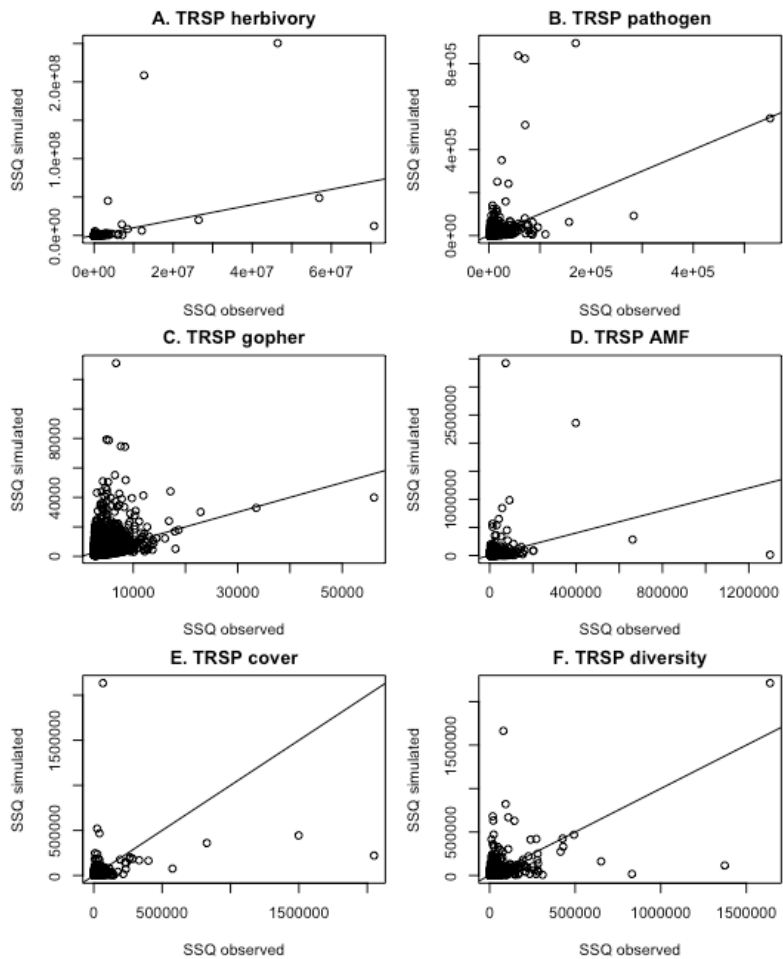 A. TRSP herbivory
SSQ simulated
0.0e+00 1.0e+08 2.0e+08
0e+00 2e+07 4e+07 6e+07
SSQ observed
B. TRSP pathogen
SSQ simulated
0e+00 4e+05 8e+05
0e+00 2e+05 4e+05
SSQ observed
C. TRSP gopher
SSQ simulated
0 40000 80000
10000 30000 50000
SSQ observed
D. TRSP AMF
SSQ simulated
0 1000000 2500000
0 400000 800000 1200000
SSQ observed
E. TRSP cover
SSQ simulated
0 500000 1500000
0 500000 1500000
SSQ observed
F. TRSP diversity
SSQ simulated
0 500000 1500000
0 500000 1000000 1500000
SSQ observed